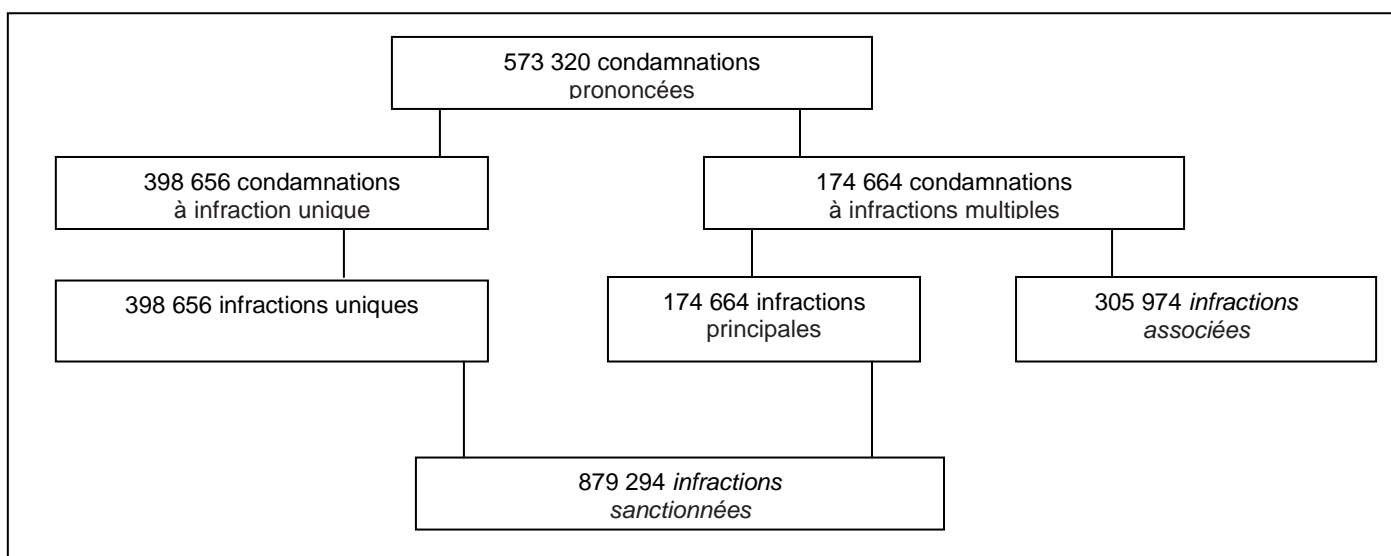 573 320 condamnations
prononcées
398 656 condamnations
à infraction unique
174 664 condamnations
à infractions multiples
398 656 infractions uniques
174 664 infractions
principales
305 974 infractions
associées
879 294 infractions
sanctionnées